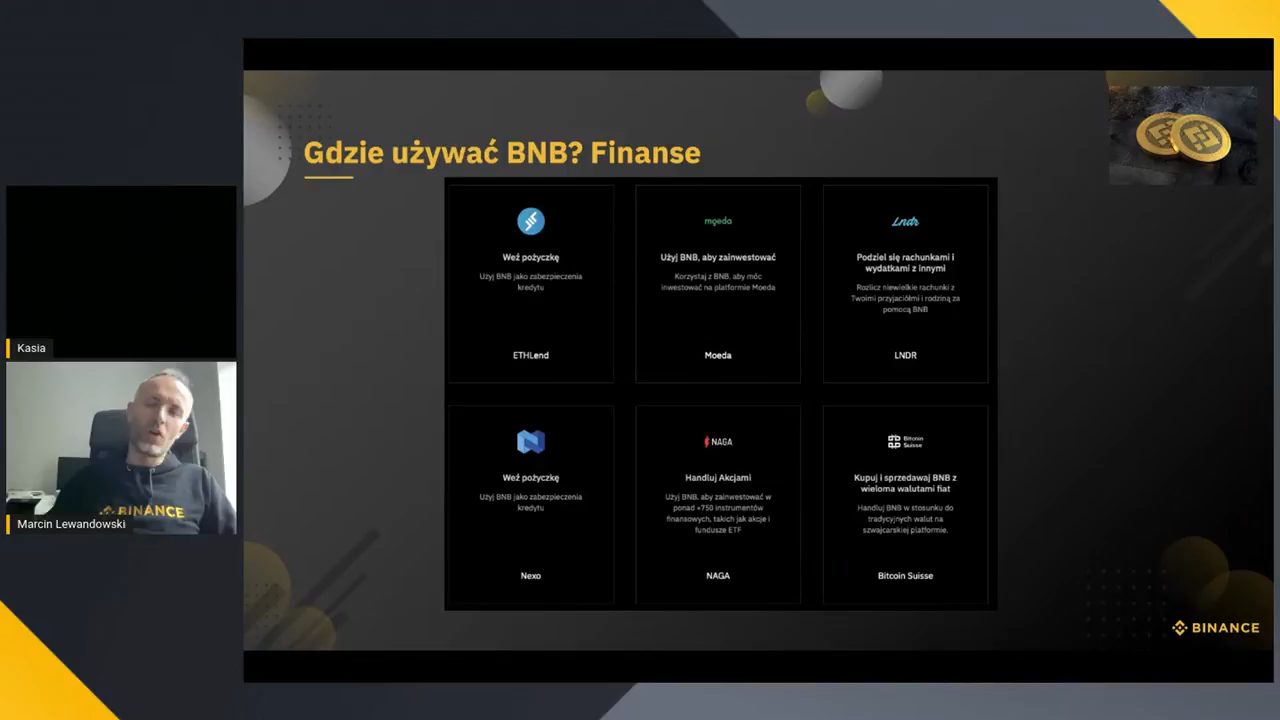 Gdzie używać BNB? Finanse
Weź pożyczkę
Użyj BNB jako zabezpieczenia
kredytu
ETHLend
moeda
Użyj BNB, aby zainwestować
Korzystaj z BNB, aby móc
inwestować na platformie Moeda
Moeda
Lndr
Podziel się rachunkami i
wydatkami z innymi
Rozlicz niewielkie rachunki z
Twoimi przyjaciółmi i rodziną za
pomocą BNB
LNDR
Weź pożyczkę
Użyj BNB jako zabezpieczenia
kredytu
Nexo
NAGA
Handluj Akcjami
Użyj BNB, aby zainwestować w
ponad +750 instrumentów
finansowych, takich jak akcje i
fundusze ETF
NAGA
Bitcoin
Suisse
Kupuj i sprzedawaj BNB z
wieloma walutami fiat
Handluj BNB w stosunku do
tradycyjnych walut na
szwajcarskiej platformie.
Bitcoin Suisse
Kasia
BINANCE
Marcin Lewandowski
BINANCE